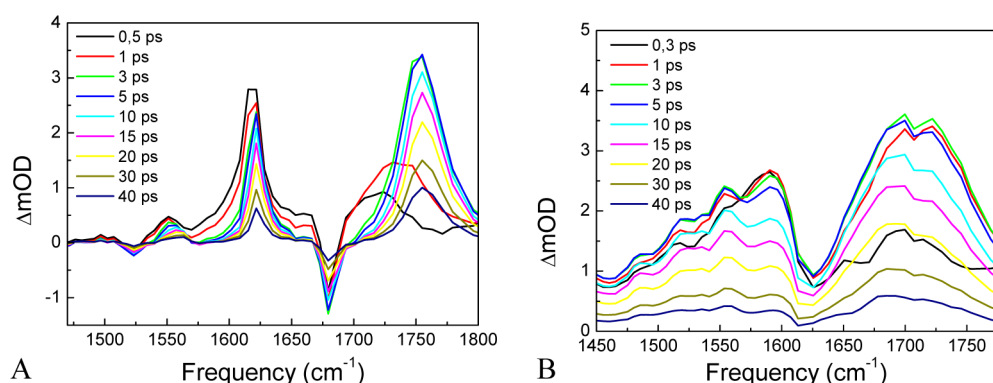 4
3
2
1
0
-1
ΔmOD
0,5 ps
1 ps
3 ps
5 ps
10 ps
15 ps
20 ps
30 ps
40 ps
1500 1550 1600 1650 1700 1750 1800
Frequency (cm⁻¹)
A
5
4
3
2
1
0
ΔmOD
0,3 ps
1 ps
3 ps
5 ps
10 ps
15 ps
20 ps
30 ps
40 ps
1450 1500 1550 1600 1650 1700 1750
Frequency (cm⁻¹)
B